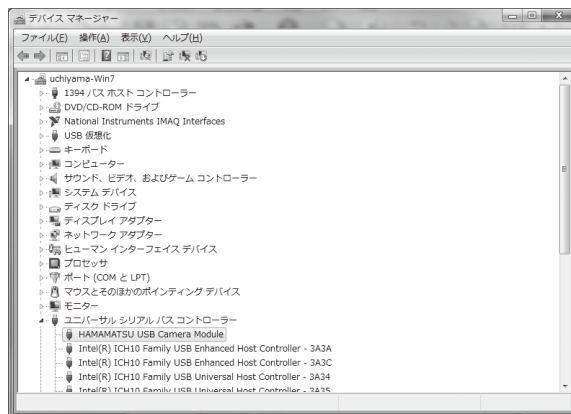 デバイス マネージャー
ファイル(F) 操作(A) 表示(V) ヘルプ(H)
uchiyama-Win7
1394 バス ホスト コントローラー
DVD/CD-ROM ドライブ
National Instruments IMAQ Interfaces
USB 仮想化
キーボード
コンピューター
サウンド、ビデオ、およびゲーム コントローラー
システム デバイス
ディスク ドライブ
ディスプレイ アダプター
ネットワーク アダプター
ヒューマン インターフェイス デバイス
プロセッサ
ポート (COM と LPT)
マウスとそのほかのポインティング デバイス
モニター
ユニバーサル シリアル バス コントローラー
HAMAMATSU USB Camera Module
Intel(R) ICH10 Family USB Enhanced Host Controller - 3A3A
Intel(R) ICH10 Family USB Enhanced Host Controller - 3A3C
Intel(R) ICH10 Family USB Universal Host Controller - 3A34
Intel(R) ICH10 Family USB Universal Host Controller - 3A35